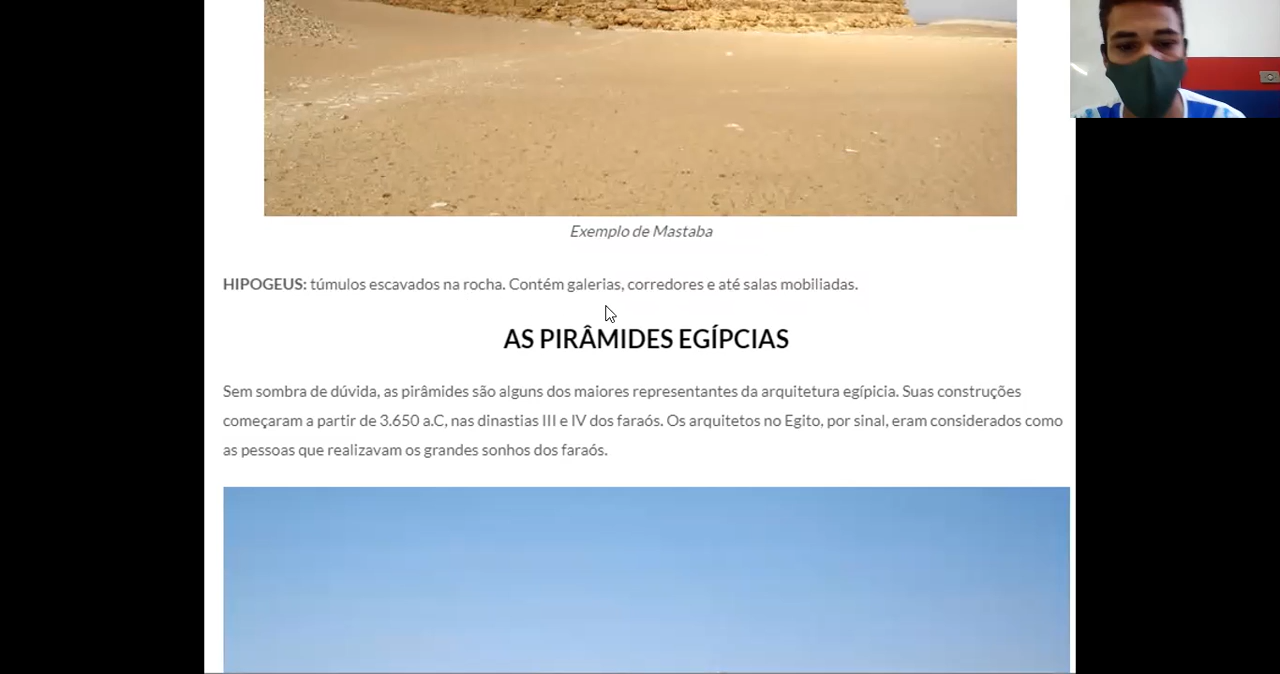 Exemplo de Mastaba
HIPOGEUS: túmulos escavados na rocha. Contém galerias, corredores e até salas mobiliadas.
AS PIRÂMIDES EGÍPCIAS
Sem sombra de dúvida, as pirâmides são alguns dos maiores representantes da arquitetura egípicia. Suas construções
começaram a partir de 3.650 a.C, nas dinastias III e IV dos faraós. Os arquitetos no Egito, por sinal, eram considerados como
as pessoas que realizavam os grandes sonhos dos faraós.